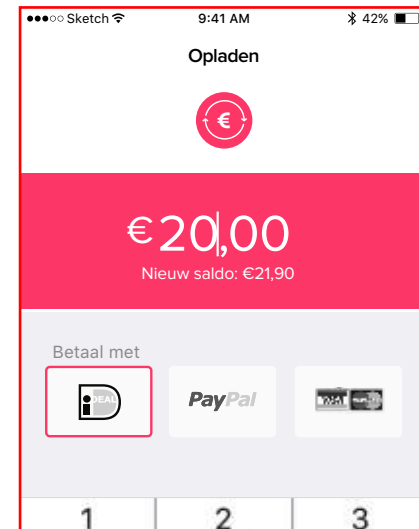 Sketch 9:41 AM 42%
Opladen
€
€20,00
Nieuw saldo: €21,90
Betaal met
iDEAL PayPal VISA
1 2 3